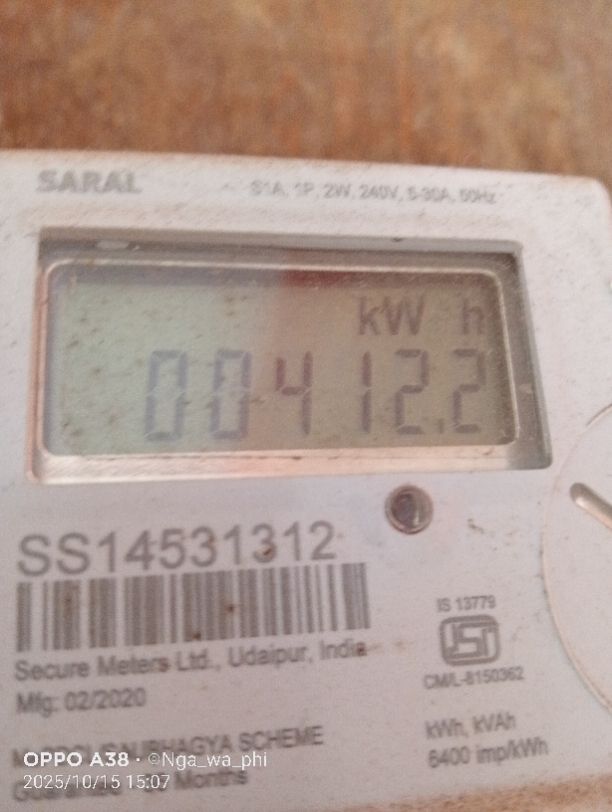 SARAL
S1A, 1P, 2W, 240V, 5-30A, 50Hz
kW h
00412.2
SS14531312
Secure Meters Ltd., Udaipur, India
Mfg: 02/2020
SCHEME
Months
IS 13779
ISI
CM/L-8150362
kWh, kVAh
6400 imp/kWh
OPPO A38 · ©Nga_wa_phi
2025/10/15 15:07